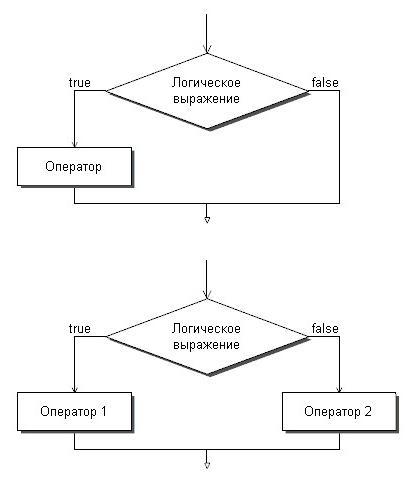 true
Логическое
выражение
false
Оператор
true
Логическое
выражение
false
Оператор 1
Оператор 2